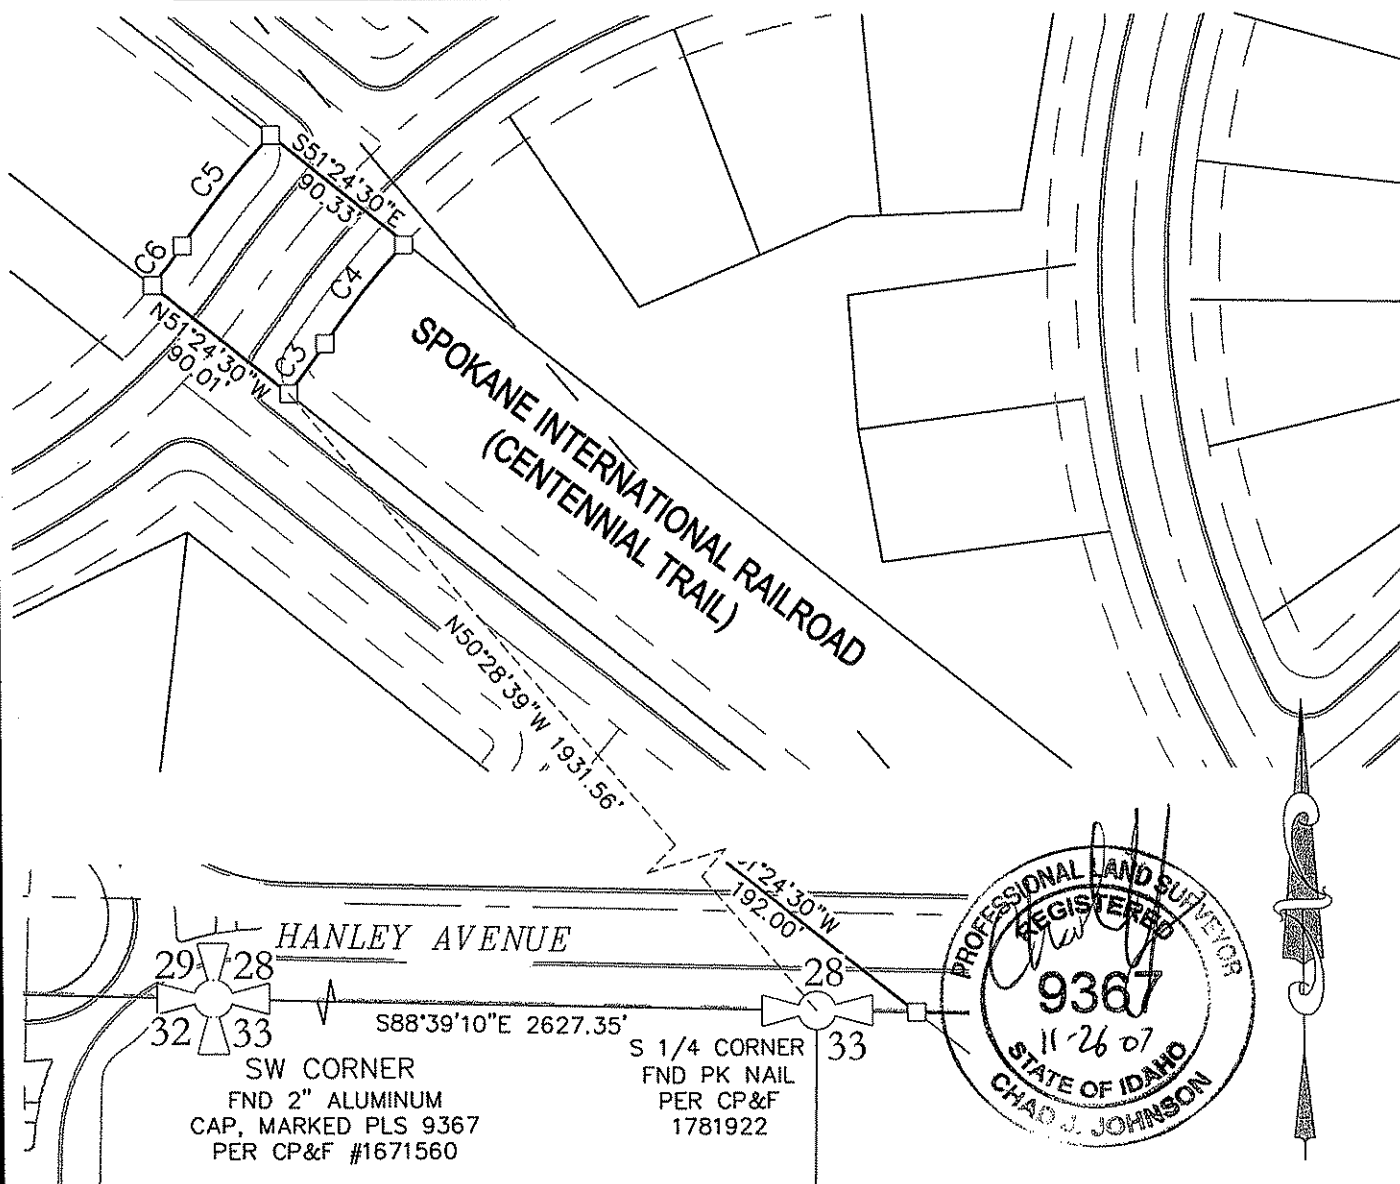 S51°24'30"E
90.33'
C5
C6
C4
C3
N51°24'30"W
90.01'
SPOKANE INTERNATIONAL RAILROAD
(CENTENNIAL TRAIL)
N50°28'39"W 1931.56'
1°24'30"W
192.00'
HANLEY AVENUE
29 28
32 33
S88°39'10"E 2627.35'
28
33
SW CORNER
FND 2" ALUMINUM
CAP, MARKED PLS 9367
PER CP&F #1671560
S 1/4 CORNER
FND PK NAIL
PER CP&F
1781922
PROFESSIONAL LAND SURVEYOR
REGISTERED
9367
11-26-07
STATE OF IDAHO
CHAD J. JOHNSON